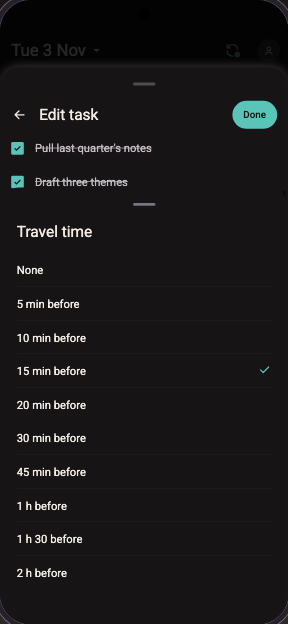 Tue 3 Nov
Edit task
Done
Pull last quarter's notes
Draft three themes
Travel time
None
5 min before
10 min before
15 min before
20 min before
30 min before
45 min before
1 h before
1 h 30 before
2 h before